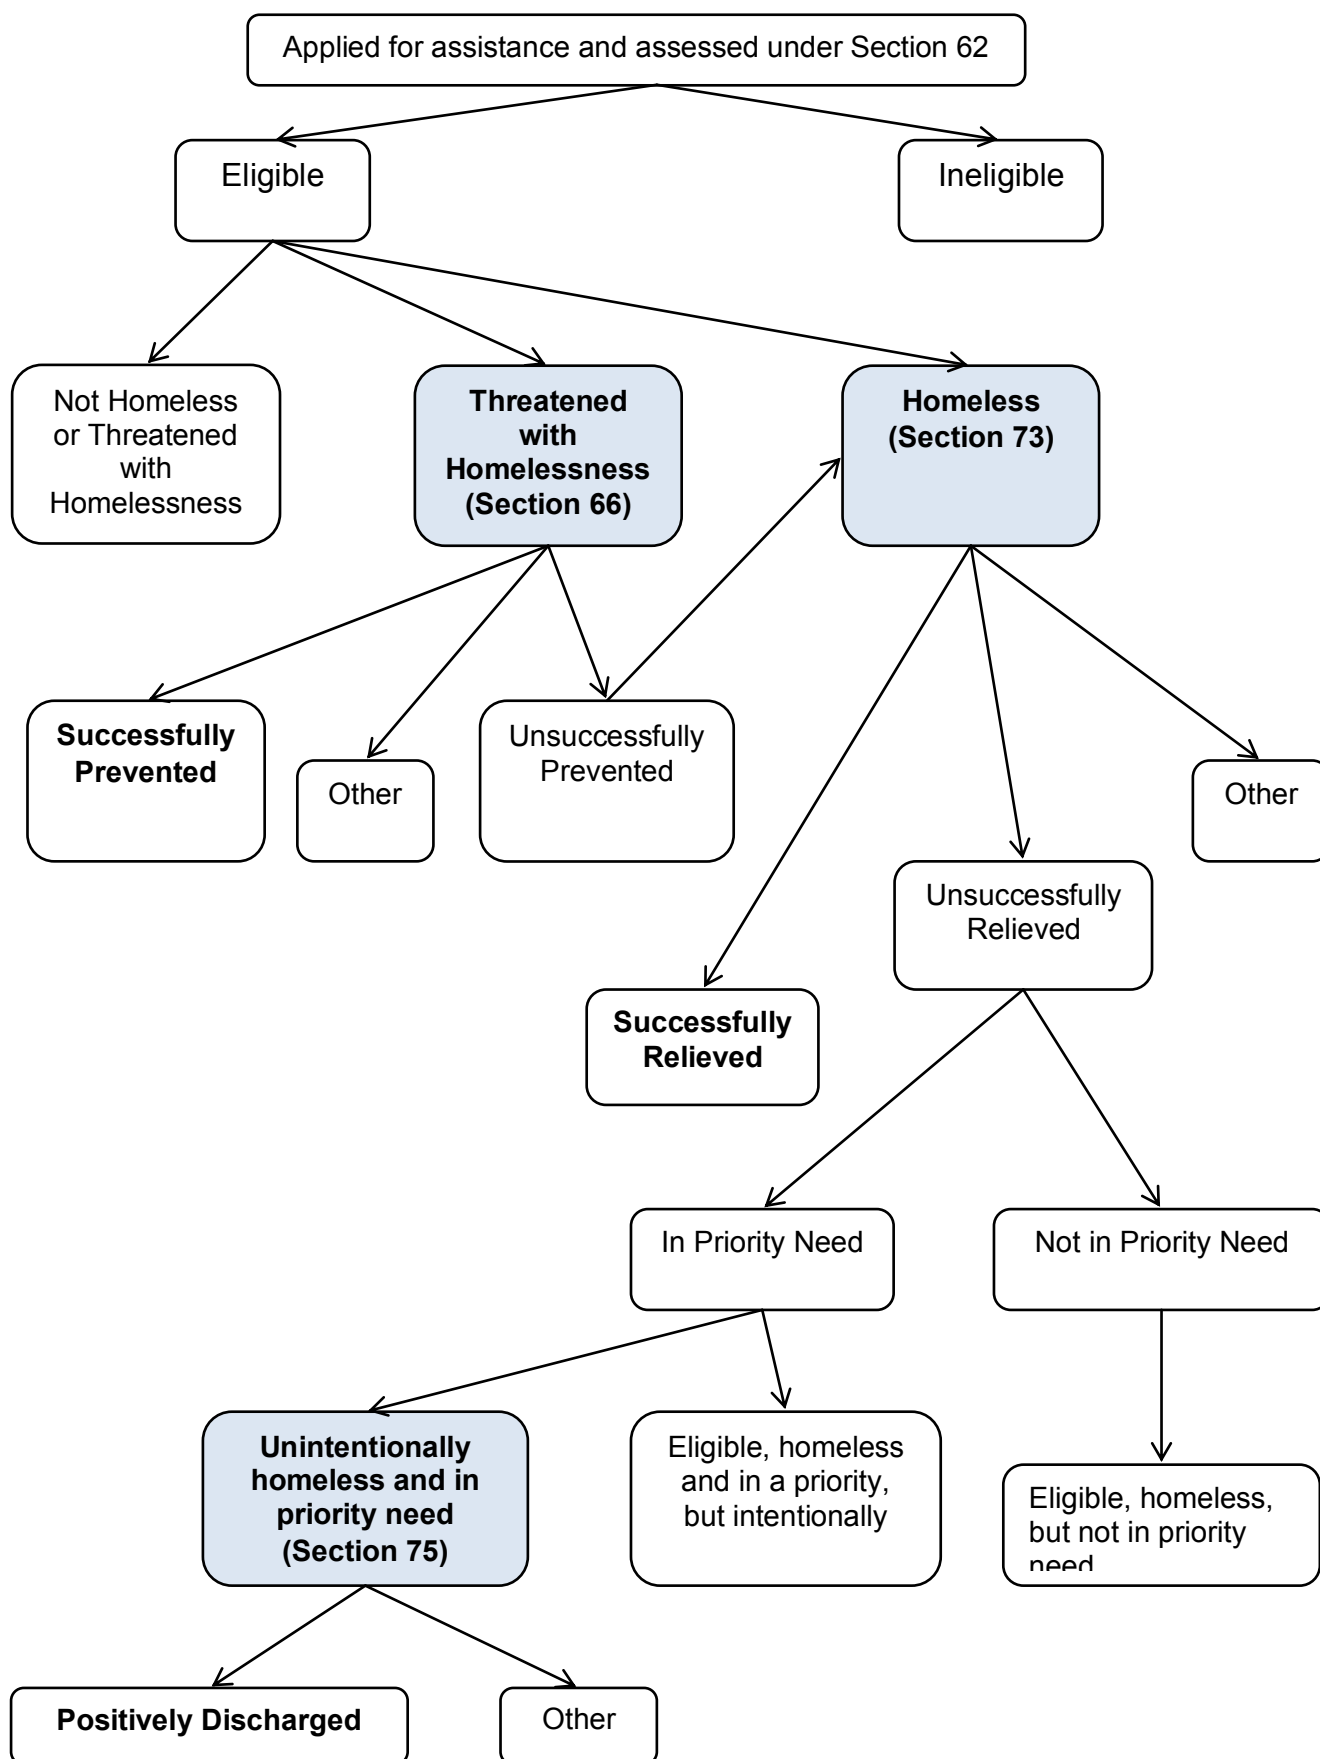 Applied for assistance and assessed under Section 62
Eligible
Ineligible
Not Homeless
or Threatened
with
Homelessness
Threatened
with
Homelessness
(Section 66)
Homeless
(Section 73)
Successfully
Prevented
Other
Unsuccessfully
Prevented
Other
Unsuccessfully
Relieved
Successfully
Relieved
In Priority Need
Not in Priority Need
Unintentionally
homeless and in
priority need
(Section 75)
Eligible, homeless
and in a priority,
but intentionally
Eligible, homeless,
but not in priority
need
Positively Discharged
Other